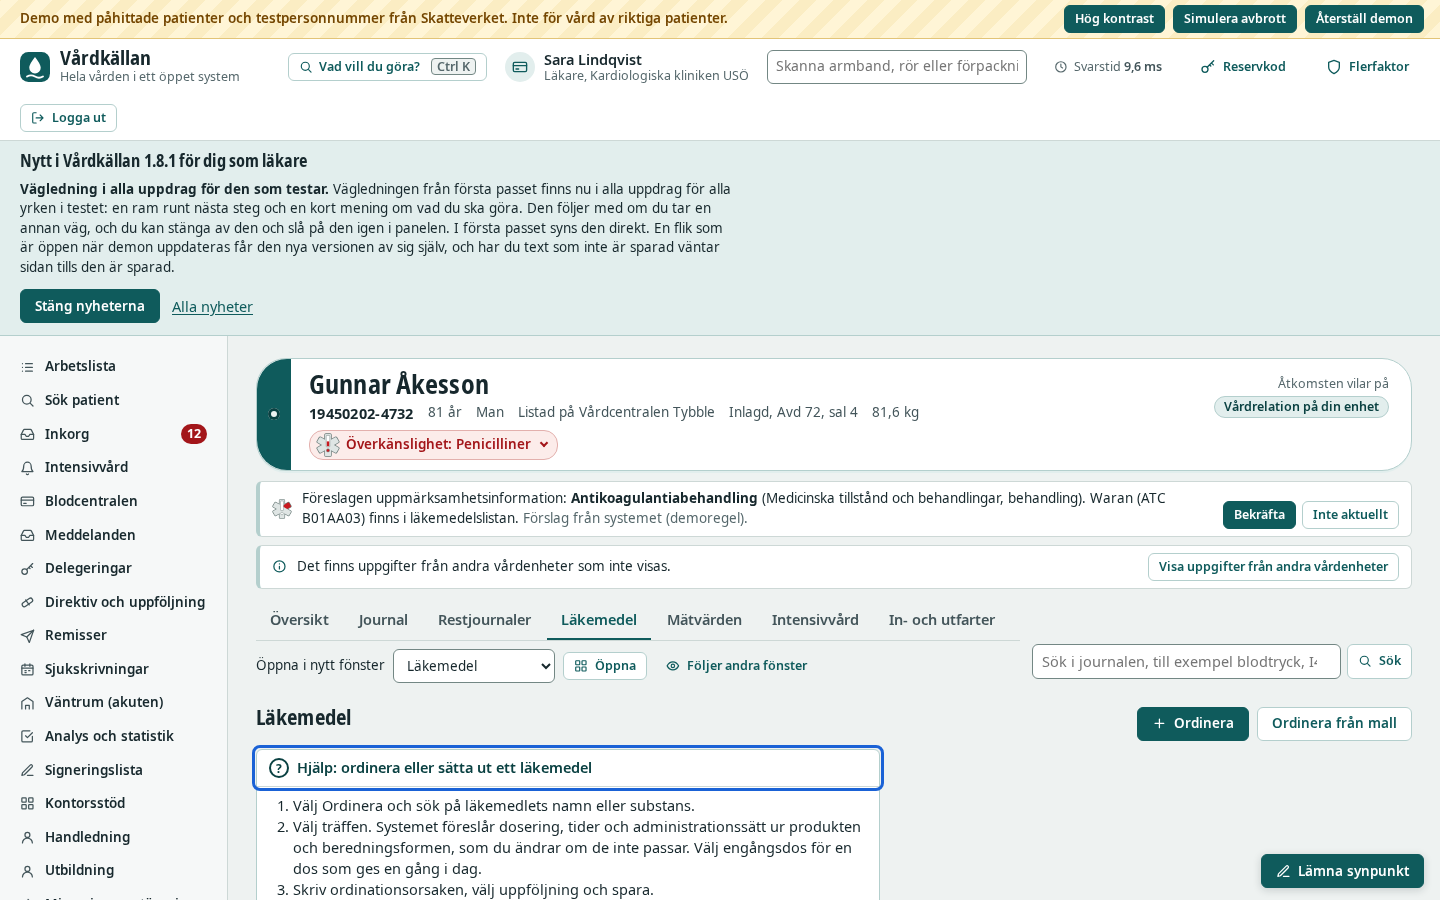 Demo med påhittade patienter och testpersonnummer från Skatteverket. Inte för vård av riktiga patienter.
Hög kontrast
Simulera avbrott
Återställ demon
Vårdkällan
Hela vården i ett öppet system
Vad vill du göra? Ctrl K
Sara Lindqvist
Läkare, Kardiologiska kliniken USÖ
Skanna armband, rör eller förpackni
Svarstid 9,6 ms
Reservkod
Flerfaktor
Logga ut
Nytt i Vårdkällan 1.8.1 för dig som läkare
Vägledning i alla uppdrag för den som testar. Vägledningen från första passet finns nu i alla uppdrag för alla
yrken i testet: en ram runt nästa steg och en kort mening om vad du ska göra. Den följer med om du tar en
annan väg, och du kan stänga av den och slå på den igen i panelen. I första passet syns den direkt. En flik som
är öppen när demon uppdateras får den nya versionen av sig själv, och har du text som inte är sparad väntar
sidan tills den är sparad.
Stäng nyheterna
Alla nyheter
Arbetslista
Sök patient
Inkorg 12
Intensivvård
Blodcentralen
Meddelanden
Delegeringar
Direktiv och uppföljning
Remisser
Sjukskrivningar
Väntrum (akuten)
Analys och statistik
Signeringslista
Kontorsstöd
Handledning
Utbildning
Gunnar Åkesson
19450202-4732 81 år Man Listad på Vårdcentralen Tybble Inlagd, Avd 72, sal 4 81,6 kg
Överkänslighet: Penicilliner
Åtkomsten vilar på
Vårdrelation på din enhet
Föreslagen uppmärksamhetsinformation: Antikoagulantiabehandling (Medicinska tillstånd och behandlingar, behandling). Waran (ATC
B01AA03) finns i läkemedelslistan. Förslag från systemet (demoregel).
Bekräfta
Inte aktuellt
Det finns uppgifter från andra vårdenheter som inte visas.
Visa uppgifter från andra vårdenheter
Översikt
Journal
Restjournaler
Läkemedel
Mätvärden
Intensivvård
In- och utfarter
Öppna i nytt fönster
Läkemedel
Öppna
Följer andra fönster
Sök i journalen, till exempel blodtryck, I
Sök
Läkemedel
Ordinera
Ordinera från mall
Hjälp: ordinera eller sätta ut ett läkemedel
1. Välj Ordinera och sök på läkemedlets namn eller substans.
2. Välj träffen. Systemet föreslår dosering, tider och administrationssätt ur produkten
och beredningsformen, som du ändrar om de inte passar. Välj engångsdos för en
dos som ges en gång i dag.
3. Skriv ordinationsorsaken, välj uppföljning och spara.
Lämna synpunkt